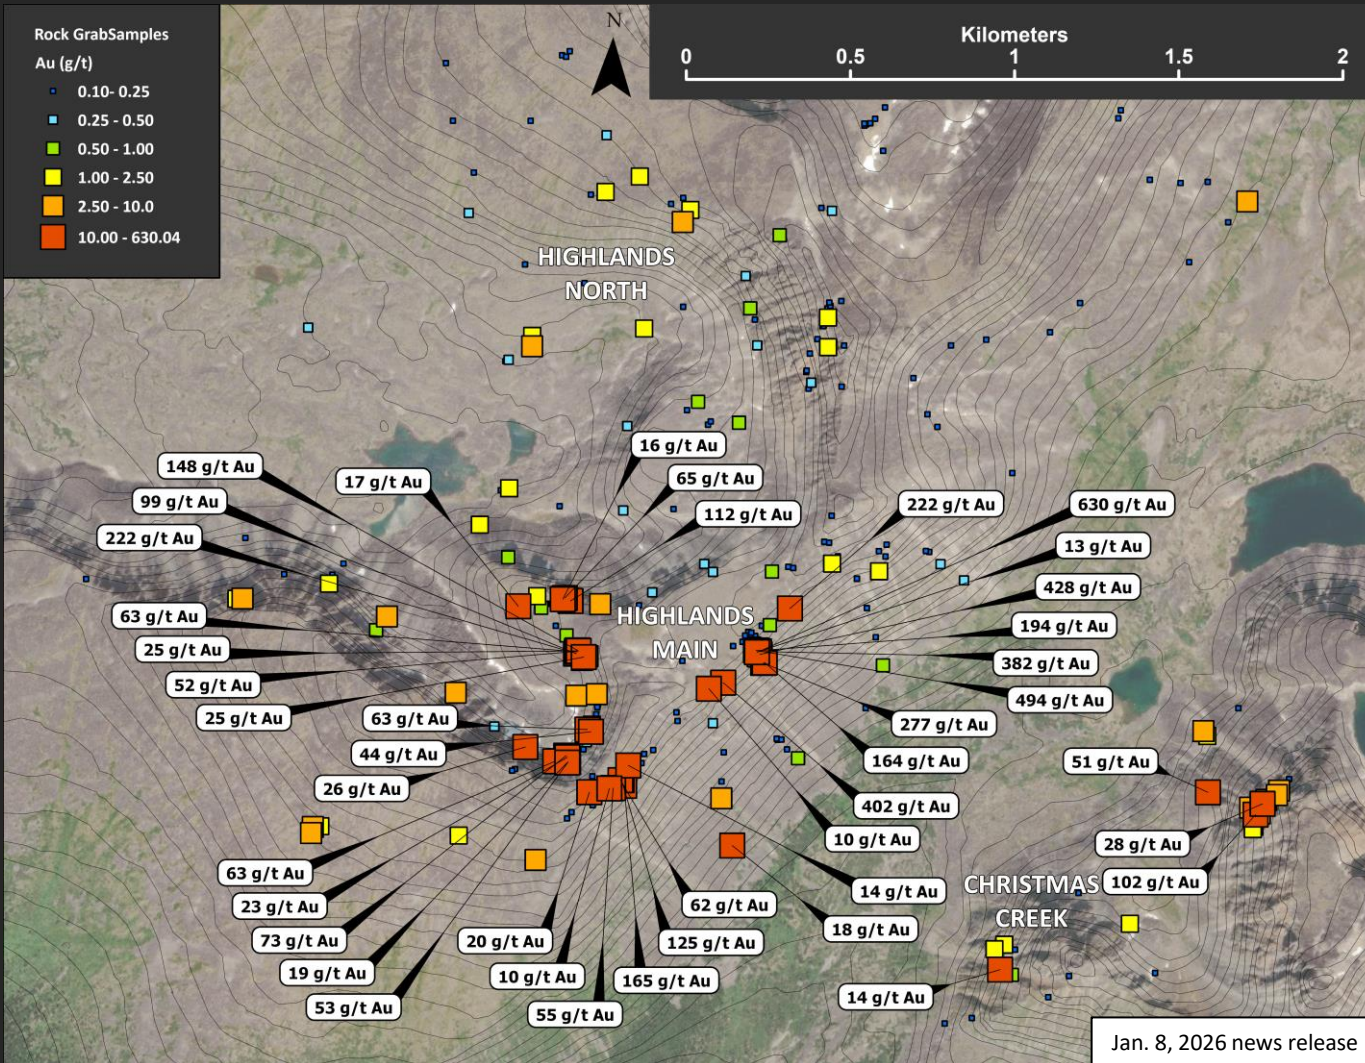 Rock GrabSamples
Au (g/t)
0.10- 0.25
0.25 - 0.50
0.50 - 1.00
1.00 - 2.50
2.50 - 10.0
10.00 - 630.04
N
Kilometers
0 0.5 1 1.5 2
HIGHLANDS
NORTH
16 g/t Au
148 g/t Au
65 g/t Au
17 g/t Au
99 g/t Au
112 g/t Au
222 g/t Au
630 g/t Au
222 g/t Au
13 g/t Au
428 g/t Au
63 g/t Au
HIGHLANDS
MAIN
194 g/t Au
25 g/t Au
382 g/t Au
52 g/t Au
494 g/t Au
25 g/t Au
63 g/t Au
277 g/t Au
44 g/t Au
164 g/t Au
51 g/t Au
26 g/t Au
402 g/t Au
10 g/t Au
28 g/t Au
63 g/t Au
102 g/t Au
CHRISTMAS
CREEK
14 g/t Au
23 g/t Au
62 g/t Au
18 g/t Au
73 g/t Au
20 g/t Au
125 g/t Au
19 g/t Au
10 g/t Au
165 g/t Au
14 g/t Au
53 g/t Au
55 g/t Au
Jan. 8, 2026 news release